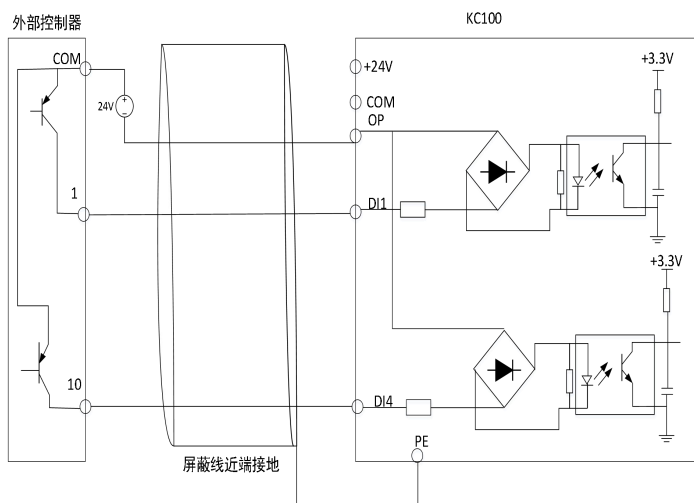 外部控制器
KC100
COM
+24V
+3.3V
24V
COM
OP
1
DI1
+3.3V
10
DI4
屏蔽线近端接地
PE